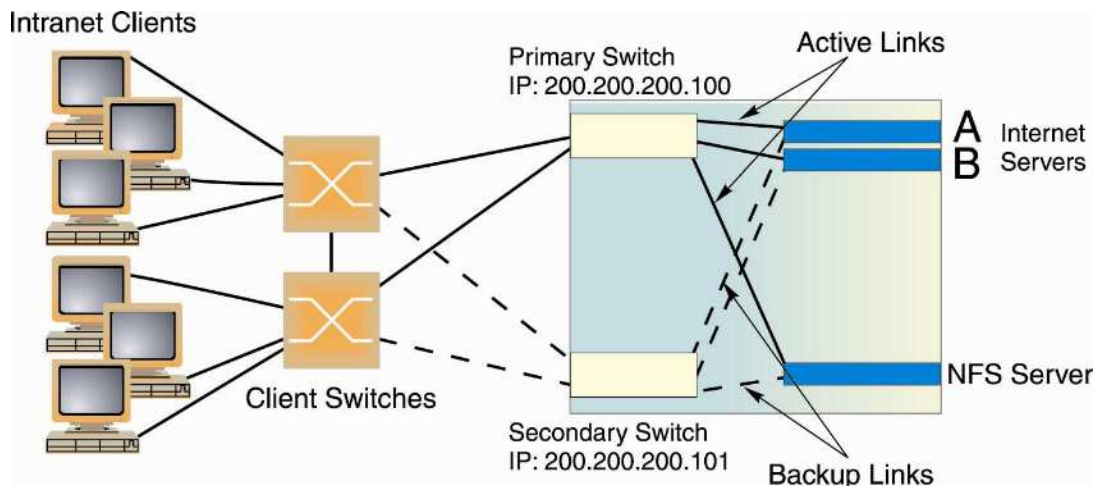 Intranet Clients
Active Links
Primary Switch
IP: 200.200.200.100
A
Internet
B
Servers
NFS Server
Client Switches
Secondary Switch
IP: 200.200.200.101
Backup Links